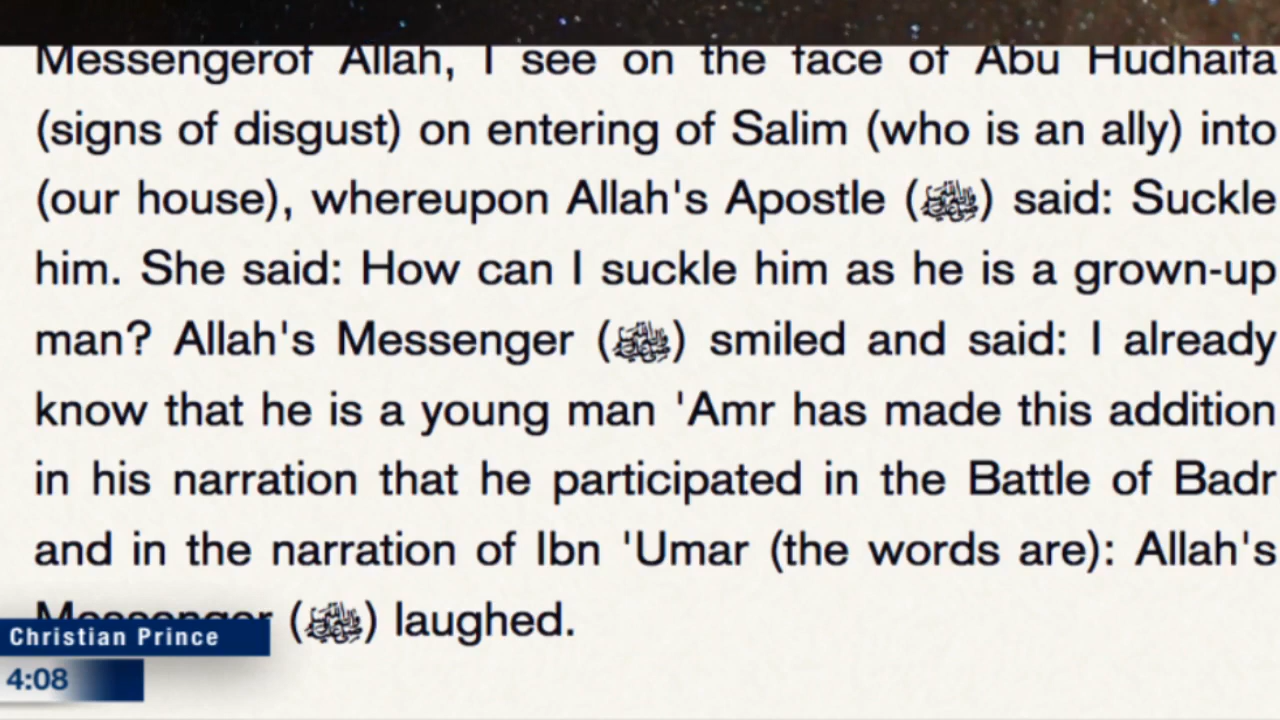 Messengerof Allah, I see on the face of Abu Hudhaifa
(signs of disgust) on entering of Salim (who is an ally) into
(our house), whereupon Allah's Apostle (ﷺ) said: Suckle
him. She said: How can I suckle him as he is a grown-up
man? Allah's Messenger (ﷺ) smiled and said: I already
know that he is a young man 'Amr has made this addition
in his narration that he participated in the Battle of Badr
and in the narration of Ibn 'Umar (the words are): Allah's
Messenger (ﷺ) laughed.
Christian Prince
4:08